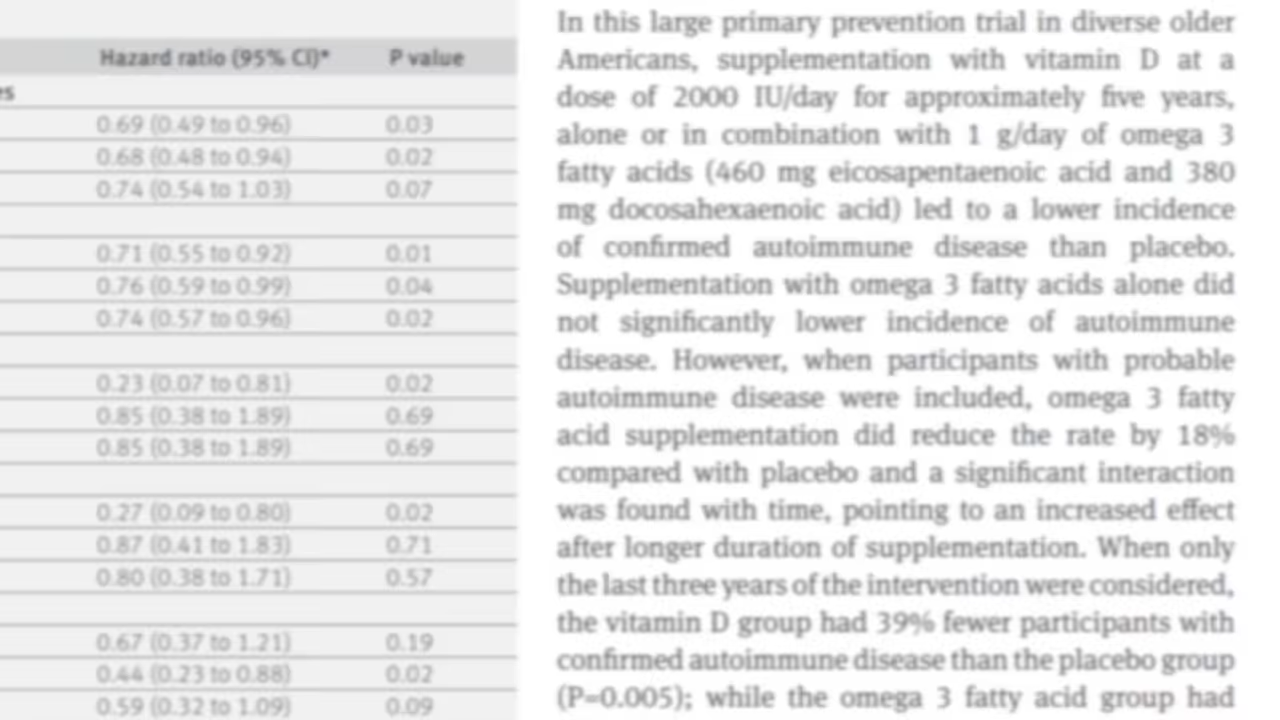 Hazard ratio (95% CI)* P value
es
0.69 (0.49 to 0.96) 0.03
0.68 (0.48 to 0.94) 0.02
0.74 (0.54 to 1.03) 0.07
0.71 (0.55 to 0.92) 0.01
0.76 (0.59 to 0.99) 0.04
0.74 (0.57 to 0.96) 0.02
0.23 (0.07 to 0.81) 0.02
0.85 (0.38 to 1.89) 0.69
0.85 (0.38 to 1.89) 0.69
0.27 (0.09 to 0.80) 0.02
0.87 (0.41 to 1.83) 0.71
0.80 (0.38 to 1.71) 0.57
0.67 (0.37 to 1.21) 0.19
0.44 (0.23 to 0.88) 0.02
0.59 (0.32 to 1.09) 0.09
In this large primary prevention trial in diverse older
Americans, supplementation with vitamin D at a
dose of 2000 IU/day for approximately five years,
alone or in combination with 1 g/day of omega 3
fatty acids (460 mg eicosapentaenoic acid and 380
mg docosahexaenoic acid) led to a lower incidence
of confirmed autoimmune disease than placebo.
Supplementation with omega 3 fatty acids alone did
not significantly lower incidence of autoimmune
disease. However, when participants with probable
autoimmune disease were included, omega 3 fatty
acid supplementation did reduce the rate by 18%
compared with placebo and a significant interaction
was found with time, pointing to an increased effect
after longer duration of supplementation. When only
the last three years of the intervention were considered,
the vitamin D group had 39% fewer participants with
confirmed autoimmune disease than the placebo group
(P=0.005); while the omega 3 fatty acid group had